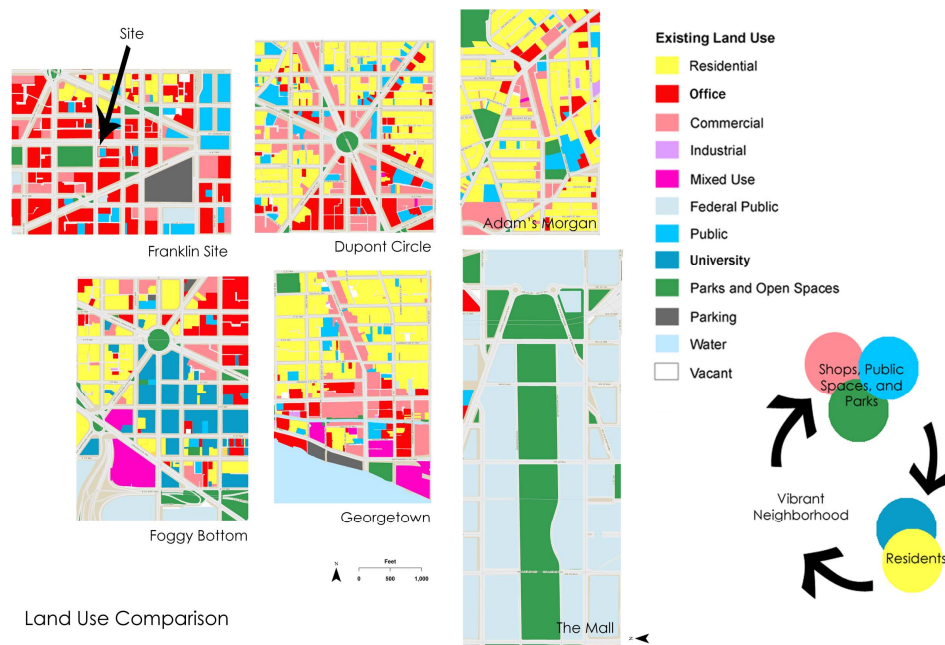 Site
Franklin Site
Dupont Circle
Adam's Morgan
Foggy Bottom
Georgetown
The Mall
N
Feet
0 500 1,000
N
Land Use Comparison
Existing Land Use
Residential
Office
Commercial
Industrial
Mixed Use
Federal Public
Public
University
Parks and Open Spaces
Parking
Water
Vacant
Shops, Public
Spaces, and
Parks
Vibrant
Neighborhood
Residents